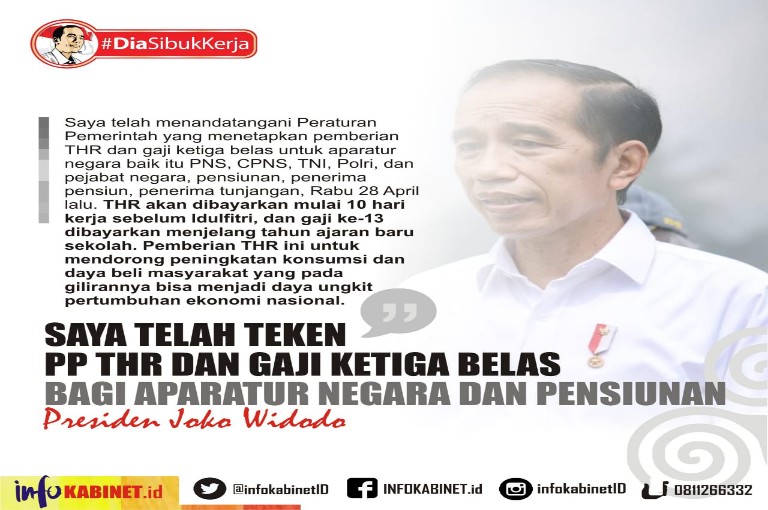 #DiaSibukKerja
Saya telah menandatangani Peraturan
Pemerintah yang menetapkan pemberian
THR dan gaji ketiga belas untuk aparatur
negara baik itu PNS, CPNS, TNI, Polri, dan
pejabat negara, pensiunan, penerima
pensiun, penerima tunjangan, Rabu 28 April
lalu. THR akan dibayarkan mulai 10 hari
kerja sebelum Idulfitri, dan gaji ke-13
dibayarkan menjelang tahun ajaran baru
sekolah. Pemberian THR ini untuk
mendorong peningkatan konsumsi dan
daya beli masyarakat yang pada
gilirannya bisa menjadi daya ungkit
pertumbuhan ekonomi nasional.
SAYA TELAH TEKEN
PP THR DAN GAJI KETIGA BELAS
BAGI APARATUR NEGARA DAN PENSIUNAN
Presiden Joko Widodo
info KABINET.id
@infokabinetID
INFOKABINET.id
infokabinetID
0811266332